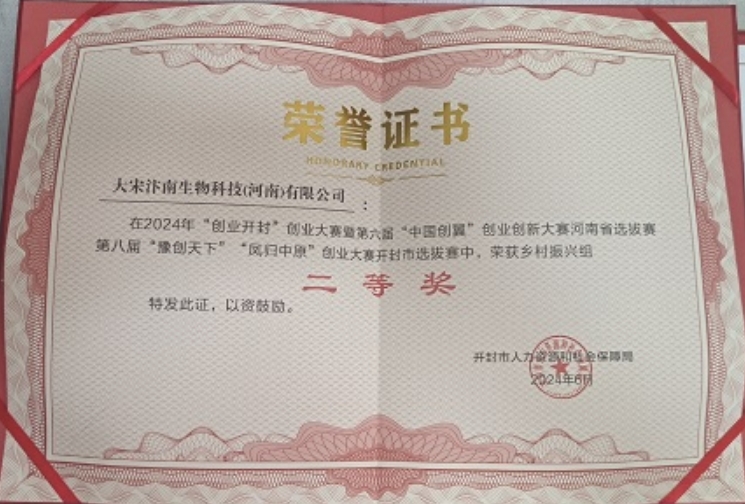 荣誉证书
HONORARY CREDENTIAL
大宋汴南生物科技(河南)有限公司：
在2024年“创业开封”创业大赛暨第六届“中国创翼”创业创新大赛河南省选拔赛
第八届“豫创天下”“凤归中原”创业大赛开封市选拔赛中，荣获乡村振兴组
二等奖
特发此证，以资鼓励。
开封市人力资源和社会保障局
2024年6月